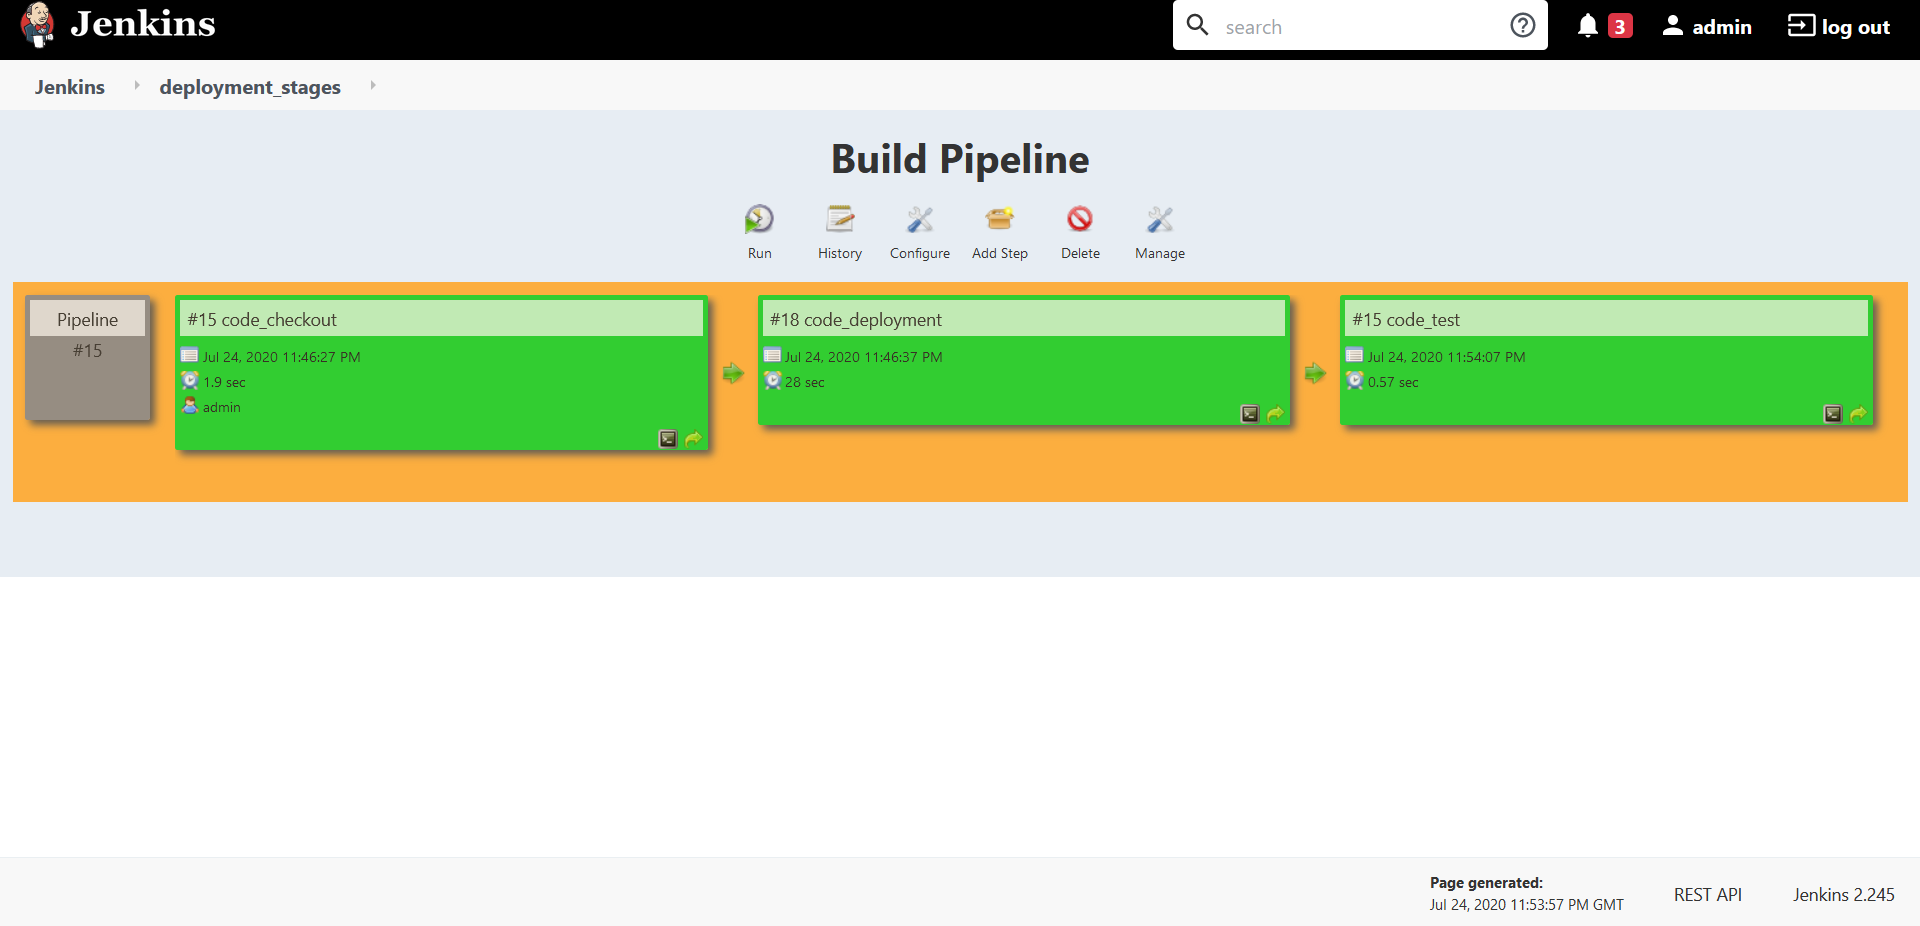 Jenkins
search
3
admin
log out
Jenkins
deployment_stages
Build Pipeline
Run
History
Configure
Add Step
Delete
Manage
Pipeline
#15
#15 code_checkout
Jul 24, 2020 11:46:27 PM
1.9 sec
admin
#18 code_deployment
Jul 24, 2020 11:46:37 PM
28 sec
#15 code_test
Jul 24, 2020 11:54:07 PM
0.57 sec
Page generated:
Jul 24, 2020 11:53:57 PM GMT
REST API
Jenkins 2.245